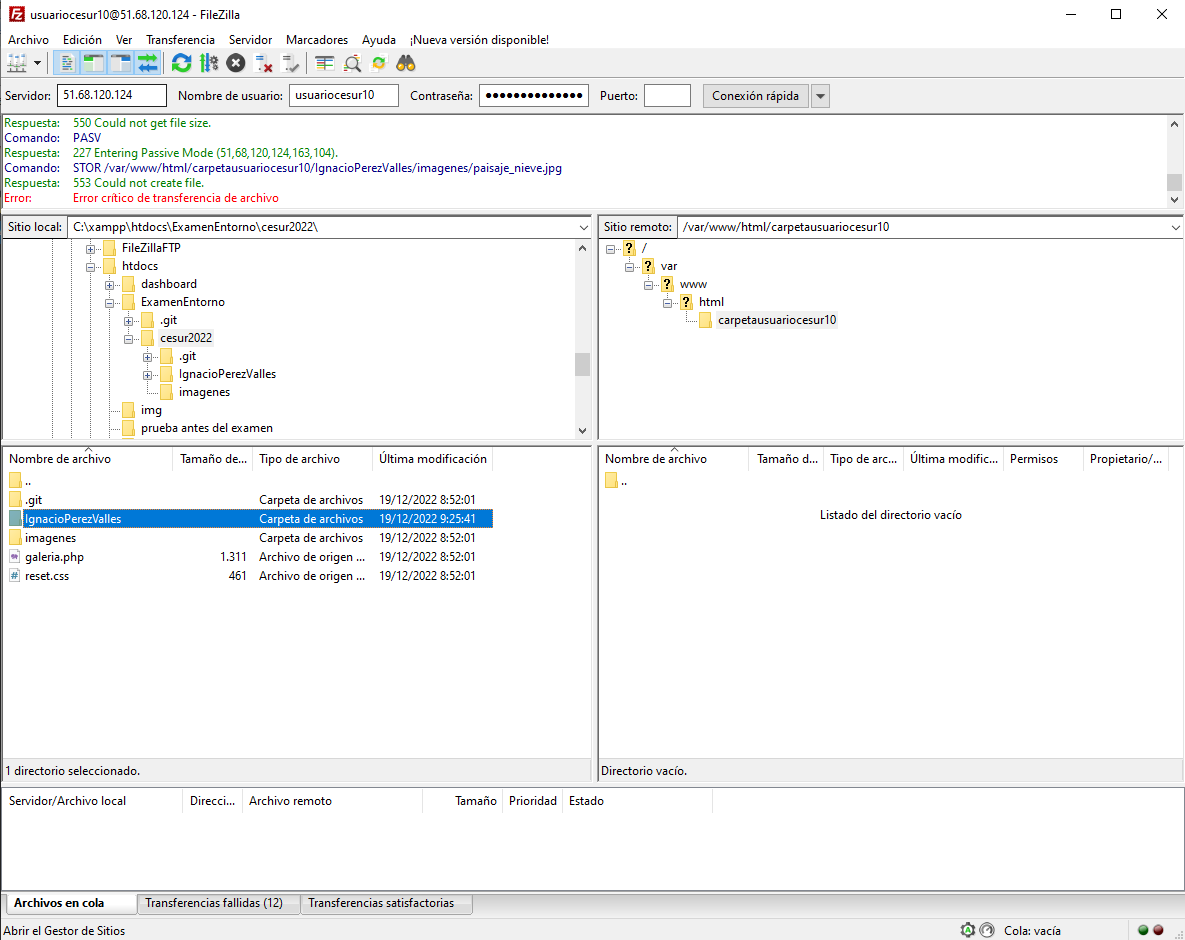 usuariocesur10@51.68.120.124 - FileZilla
Archivo Edición Ver Transferencia Servidor Marcadores Ayuda ¡Nueva versión disponible!
Servidor: 51.68.120.124 Nombre de usuario: usuariocesur10 Contraseña: ●●●●●●●●●●●●●● Puerto: Conexión rápida
Respuesta: 550 Could not get file size.
Comando: PASV
Respuesta: 227 Entering Passive Mode (51,68,120,124,163,104).
Comando: STOR /var/www/html/carpetausuariocesur10/IgnacioPerezValles/imagenes/paisaje_nieve.jpg
Respuesta: 553 Could not create file.
Error: Error crítico de transferencia de archivo
Sitio local: C:\xampp\htdocs\ExamenEntorno\cesur2022\
FileZillaFTP
htdocs
dashboard
ExamenEntorno
.git
cesur2022
.git
IgnacioPerezValles
imagenes
img
prueba antes del examen
Sitio remoto: /var/www/html/carpetausuariocesur10
/
var
www
html
carpetausuariocesur10
Nombre de archivo Tamaño de... Tipo de archivo Última modificación
..
.git Carpeta de archivos 19/12/2022 8:52:01
IgnacioPerezValles Carpeta de archivos 19/12/2022 9:25:41
imagenes Carpeta de archivos 19/12/2022 8:52:01
galeria.php 1.311 Archivo de origen ... 19/12/2022 8:52:01
reset.css 461 Archivo de origen ... 19/12/2022 8:52:01
1 directorio seleccionado.
Nombre de archivo Tamaño d... Tipo de arc... Última modific... Permisos Propietario/...
..
Listado del directorio vacío
Directorio vacío.
Servidor/Archivo local Direcci... Archivo remoto Tamaño Prioridad Estado
Archivos en cola Transferencias fallidas (12) Transferencias satisfactorias
Abrir el Gestor de Sitios Cola: vacía